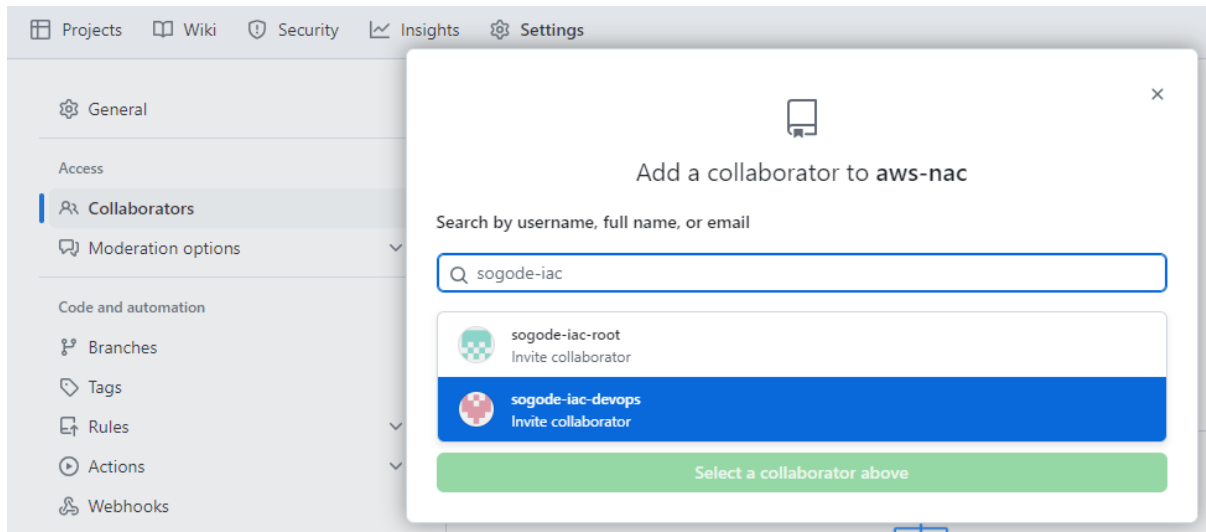 Projects Wiki Security Insights Settings
General
Access
Collaborators
Moderation options
Code and automation
Branches
Tags
Rules
Actions
Webhooks
Add a collaborator to aws-nac
Search by username, full name, or email
sogode-iac
sogode-iac-root
Invite collaborator
sogode-iac-devops
Invite collaborator
Select a collaborator above